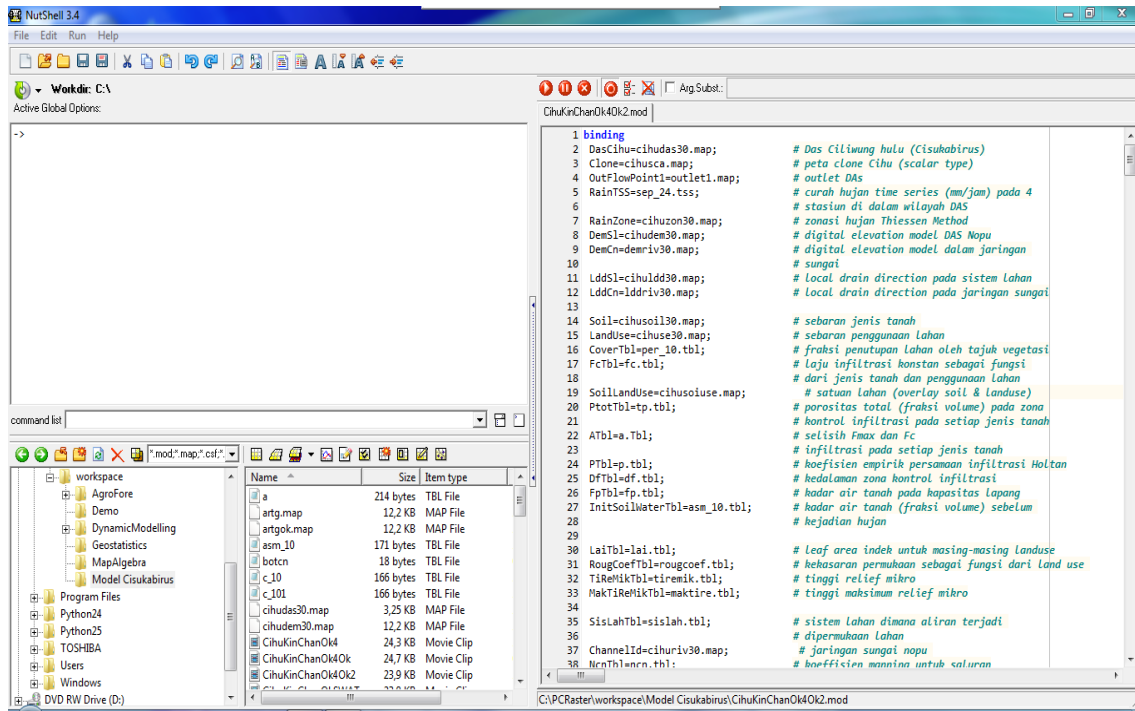 NutShell 3.4
File Edit Run Help
Workdir: C:\
Active Global Options:
->
command list
*.mod;*.map;*.csf;*.
workspace
AgroFore
Demo
DynamicModelling
Geostatistics
MapAlgebra
Model Cisukabirus
Program Files
Python24
Python25
TOSHIBA
Users
Windows
DVD RW Drive (D:)
Name Size Item type
a 214 bytes TBL File
artg.map 12,2 KB MAP File
artgok.map 12,2 KB MAP File
asm_10 171 bytes TBL File
botcn 18 bytes TBL File
c_10 166 bytes TBL File
c_101 166 bytes TBL File
cihudas30.map 3,25 KB MAP File
cihudem30.map 12,2 KB MAP File
CihuKinChanOk4 24,3 KB Movie Clip
CihuKinChanOk4Ok 24,7 KB Movie Clip
CihuKinChanOk4Ok2 23,9 KB Movie Clip
Arg.Subst.:
CihuKinChanOk4Ok2.mod
1 binding
2 DasCihu=cihudas30.map; # Das Ciliwung hulu (Cisukabirus)
3 Clone=cihusca.map; # peta clone Cihu (scalar type)
4 OutFlowPoint1=outlet1.map; # outlet DAs
5 RainTSS=sep_24.tss; # curah hujan time series (mm/jam) pada 4
6 # stasiun di dalam wilayah DAS
7 RainZone=cihuzon30.map; # zonasi hujan Thiessen Method
8 DemSl=cihudem30.map; # digital elevation model DAS Nopu
9 DemCn=demriv30.map; # digital elevation model dalam jaringan
10 # sungai
11 LddSl=cihuldd30.map; # local drain direction pada sistem lahan
12 LddCn=lddriv30.map; # local drain direction pada jaringan sungai
13
14 Soil=cihusoil30.map; # sebaran jenis tanah
15 LandUse=cihuse30.map; # sebaran penggunaan lahan
16 CoverTbl=per_10.tbl; # fraksi penutupan lahan oleh tajuk vegetasi
17 FcTbl=fc.tbl; # laju infiltrasi konstan sebagai fungsi
18 # dari jenis tanah dan penggunaan lahan
19 SoilLandUse=cihusoiuse.map; # satuan lahan (overlay soil & landuse)
20 PtotTbl=tp.tbl; # porositas total (fraksi volume) pada zona
21 # kontrol infiltrasi pada setiap jenis tanah
22 ATbl=a.Tbl; # selisih Fmax dan Fc
23 # infiltrasi pada setiap jenis tanah
24 PTbl=p.tbl; # koefisien empirik persamaan infiltrasi Holtan
25 DfTbl=df.tbl; # kedalaman zona kontrol infiltrasi
26 FpTbl=fp.tbl; # kadar air tanah pada kapasitas lapang
27 InitSoilWaterTbl=asm_10.tbl; # kadar air tanah (fraksi volume) sebelum
28 # kejadian hujan
29
30 LaiTbl=lai.tbl; # leaf area indek untuk masing-masing landuse
31 RougCoefTbl=rougcoef.tbl; # kekasaran permukaan sebagai fungsi dari land use
32 TiReMikTbl=tiremik.tbl; # tinggi relief mikro
33 MakTiReMikTbl=maktire.tbl; # tinggi maksimum relief mikro
34
35 SisLahTbl=sislah.tbl; # sistem lahan dimana aliran terjadi
36 # dipermukaan lahan
37 ChannelId=cihuriv30.map; # jaringan sungai nopu
38 NcnTbl=ncn.tbl; # koeffisien manning untuk saluran
C:\PCRaster\workspace\Model Cisukabirus\CihuKinChanOk4Ok2.mod